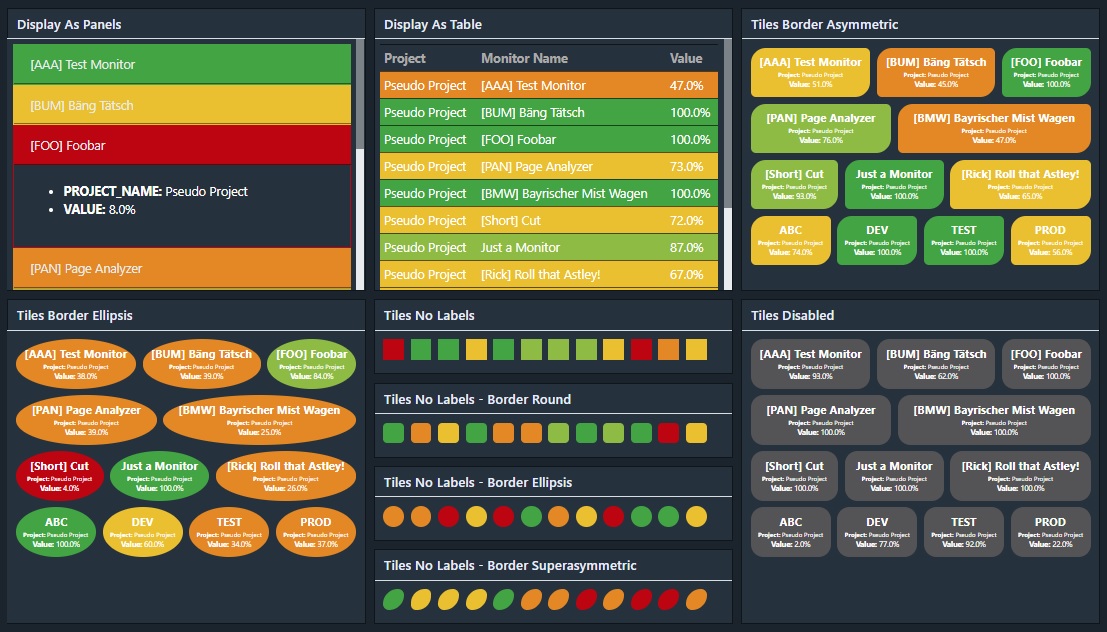 Display As Panels
[AAA] Test Monitor
[BUM] Bäng Tätsch
[FOO] Foobar
• PROJECT_NAME: Pseudo Project
• VALUE: 8.0%
[PAN] Page Analyzer
Display As Table
Project Monitor Name Value
Pseudo Project [AAA] Test Monitor 47.0%
Pseudo Project [BUM] Bäng Tätsch 100.0%
Pseudo Project [FOO] Foobar 100.0%
Pseudo Project [PAN] Page Analyzer 73.0%
Pseudo Project [BMW] Bayrischer Mist Wagen 100.0%
Pseudo Project [Short] Cut 72.0%
Pseudo Project Just a Monitor 87.0%
Pseudo Project [Rick] Roll that Astley! 67.0%
Tiles Border Asymmetric
[AAA] Test Monitor
Project: Pseudo Project
Value: 51.0%
[BUM] Bäng Tätsch
Project: Pseudo Project
Value: 45.0%
[FOO] Foobar
Project: Pseudo Project
Value: 100.0%
[PAN] Page Analyzer
Project: Pseudo Project
Value: 76.0%
[BMW] Bayrischer Mist Wagen
Project: Pseudo Project
Value: 47.0%
[Short] Cut
Project: Pseudo Project
Value: 93.0%
Just a Monitor
Project: Pseudo Project
Value: 100.0%
[Rick] Roll that Astley!
Project: Pseudo Project
Value: 65.0%
ABC
Project: Pseudo Project
Value: 74.0%
DEV
Project: Pseudo Project
Value: 100.0%
TEST
Project: Pseudo Project
Value: 100.0%
PROD
Project: Pseudo Project
Value: 56.0%
Tiles Border Ellipsis
[AAA] Test Monitor
Project: Pseudo Project
Value: 38.0%
[BUM] Bäng Tätsch
Project: Pseudo Project
Value: 39.0%
[FOO] Foobar
Project: Pseudo Project
Value: 84.0%
[PAN] Page Analyzer
Project: Pseudo Project
Value: 39.0%
[BMW] Bayrischer Mist Wagen
Project: Pseudo Project
Value: 25.0%
[Short] Cut
Project: Pseudo Project
Value: 4.0%
Just a Monitor
Project: Pseudo Project
Value: 100.0%
[Rick] Roll that Astley!
Project: Pseudo Project
Value: 26.0%
ABC
Project: Pseudo Project
Value: 100.0%
DEV
Project: Pseudo Project
Value: 60.0%
TEST
Project: Pseudo Project
Value: 34.0%
PROD
Project: Pseudo Project
Value: 37.0%
Tiles No Labels
Tiles No Labels - Border Round
Tiles No Labels - Border Ellipsis
Tiles No Labels - Border Superasymmetric
Tiles Disabled
[AAA] Test Monitor
Project: Pseudo Project
Value: 93.0%
[BUM] Bäng Tätsch
Project: Pseudo Project
Value: 62.0%
[FOO] Foobar
Project: Pseudo Project
Value: 100.0%
[PAN] Page Analyzer
Project: Pseudo Project
Value: 100.0%
[BMW] Bayrischer Mist Wagen
Project: Pseudo Project
Value: 100.0%
[Short] Cut
Project: Pseudo Project
Value: 100.0%
Just a Monitor
Project: Pseudo Project
Value: 100.0%
[Rick] Roll that Astley!
Project: Pseudo Project
Value: 100.0%
ABC
Project: Pseudo Project
Value: 2.0%
DEV
Project: Pseudo Project
Value: 77.0%
TEST
Project: Pseudo Project
Value: 92.0%
PROD
Project: Pseudo Project
Value: 22.0%